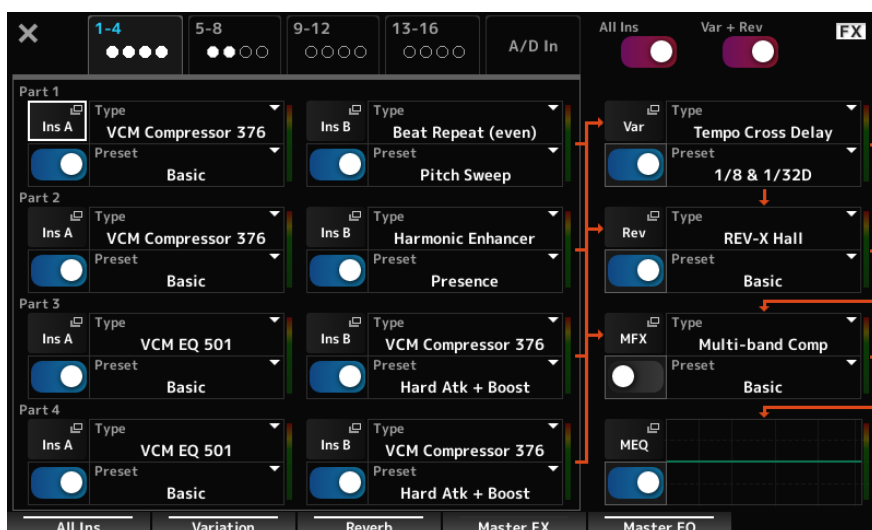 1-4
5-8
9-12
13-16
A/D In
All Ins
Var + Rev
FX
Part 1
Ins A
Type
VCM Compressor 376
Preset
Basic
Ins B
Type
Beat Repeat (even)
Preset
Pitch Sweep
Var
Type
Tempo Cross Delay
Preset
1/8 & 1/32D
Part 2
Ins A
Type
VCM Compressor 376
Preset
Basic
Ins B
Type
Harmonic Enhancer
Preset
Presence
Rev
Type
REV-X Hall
Preset
Basic
Part 3
Ins A
Type
VCM EQ 501
Preset
Basic
Ins B
Type
VCM Compressor 376
Preset
Hard Atk + Boost
MFX
Type
Multi-band Comp
Preset
Basic
Part 4
Ins A
Type
VCM EQ 501
Preset
Basic
Ins B
Type
VCM Compressor 376
Preset
Hard Atk + Boost
MEQ
All Ins
Variation
Reverb
Master FX
Master EQ